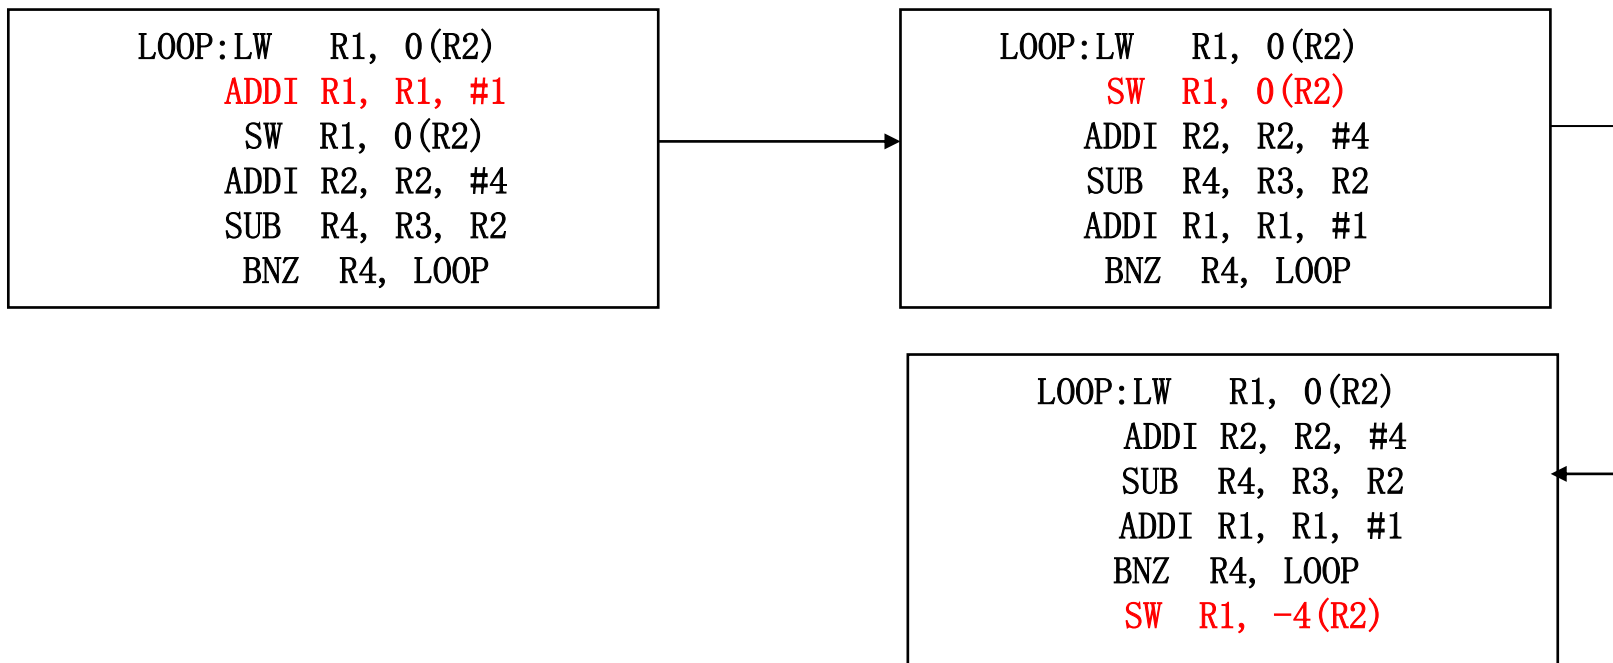 LOOP:LW R1, 0(R2)
ADDI R1, R1, #1
SW R1, 0(R2)
ADDI R2, R2, #4
SUB R4, R3, R2
BNZ R4, LOOP
LOOP:LW R1, 0(R2)
SW R1, 0(R2)
ADDI R2, R2, #4
SUB R4, R3, R2
ADDI R1, R1, #1
BNZ R4, LOOP
LOOP:LW R1, 0(R2)
ADDI R2, R2, #4
SUB R4, R3, R2
ADDI R1, R1, #1
BNZ R4, LOOP
SW R1, -4(R2)